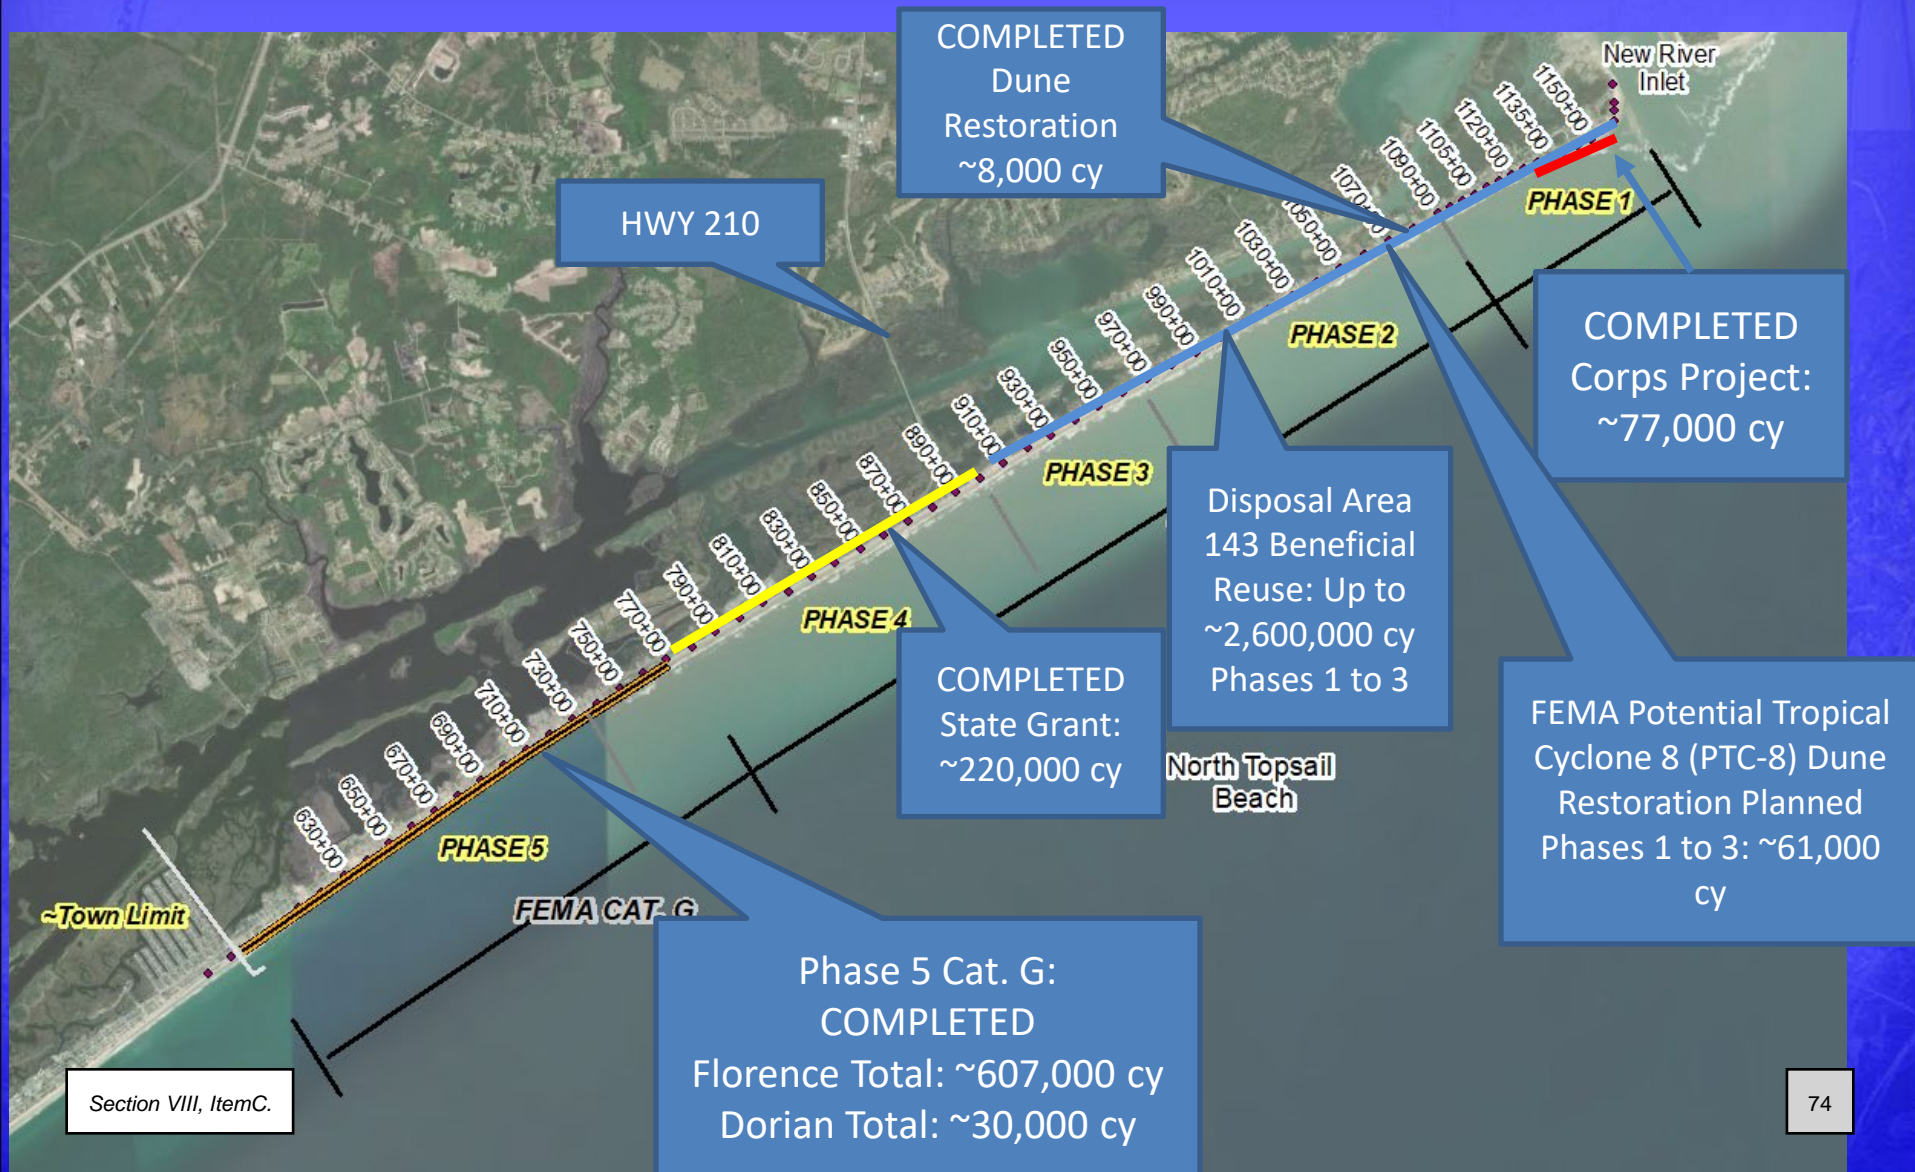 COMPLETED
Dune
Restoration
~8,000 cy
New River
Inlet
HWY 210
1150+00
1135+00
1120+00
1105+00
1090+00
1070+00
1050+00
1030+00
1010+00
990+00
970+00
950+00
930+00
910+00
890+00
870+00
850+00
830+00
810+00
790+00
770+00
750+00
730+00
710+00
690+00
670+00
650+00
630+00
PHASE 1
PHASE 2
PHASE 3
PHASE 4
PHASE 5
COMPLETED
Corps Project:
~77,000 cy
Disposal Area
143 Beneficial
Reuse: Up to
~2,600,000 cy
Phases 1 to 3
COMPLETED
State Grant:
~220,000 cy
North Topsail
Beach
FEMA Potential Tropical
Cyclone 8 (PTC-8) Dune
Restoration Planned
Phases 1 to 3: ~61,000
cy
~Town Limit
FEMA CAT. G
Phase 5 Cat. G:
COMPLETED
Florence Total: ~607,000 cy
Dorian Total: ~30,000 cy
Section VIII, ItemC.
74